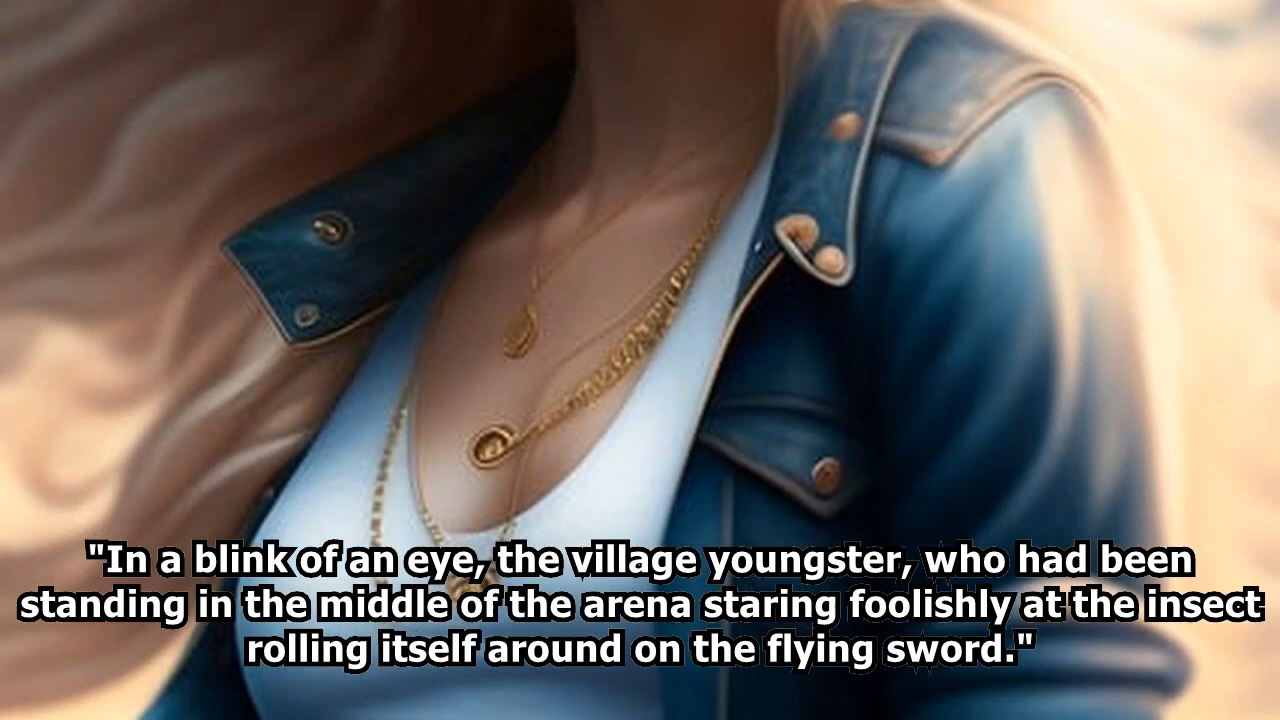 "In a blink of an eye, the village youngster, who had been
standing in the middle of the arena staring foolishly at the insect
rolling itself around on the flying sword."